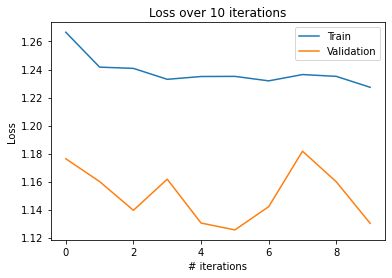 Loss over 10 iterations
Train
Validation
Loss
1.26
1.24
1.22
1.20
1.18
1.16
1.14
1.12
0 2 4 6 8
# iterations